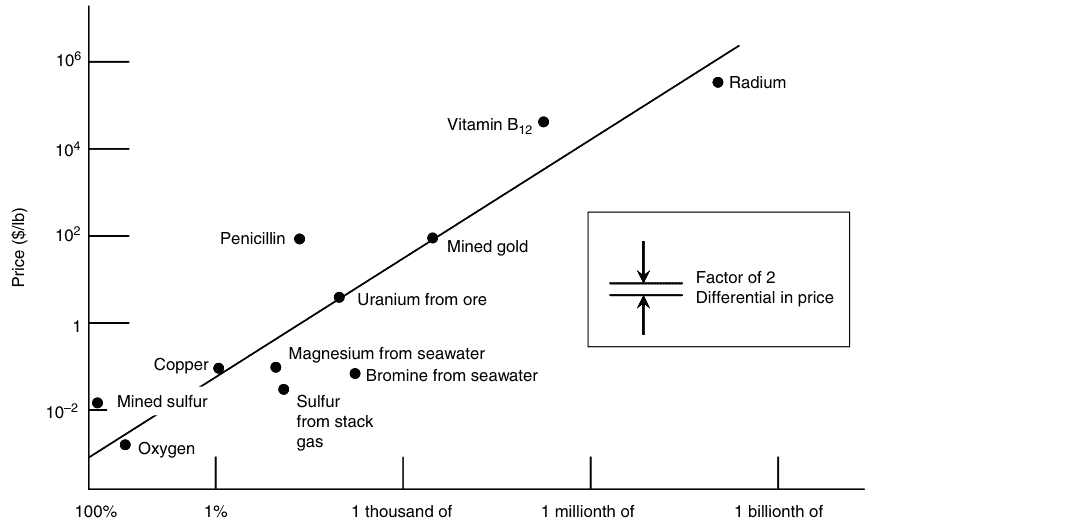 10⁶
Radium
Vitamin B₁₂
10⁴
Price ($/lb)
10²
Penicillin
Mined gold
Factor of 2
Differential in price
Uranium from ore
1
Magnesium from seawater
Copper
Bromine from seawater
10⁻²
Mined sulfur
Sulfur
from stack
gas
Oxygen
100%
1%
1 thousand of
1 millionth of
1 billionth of